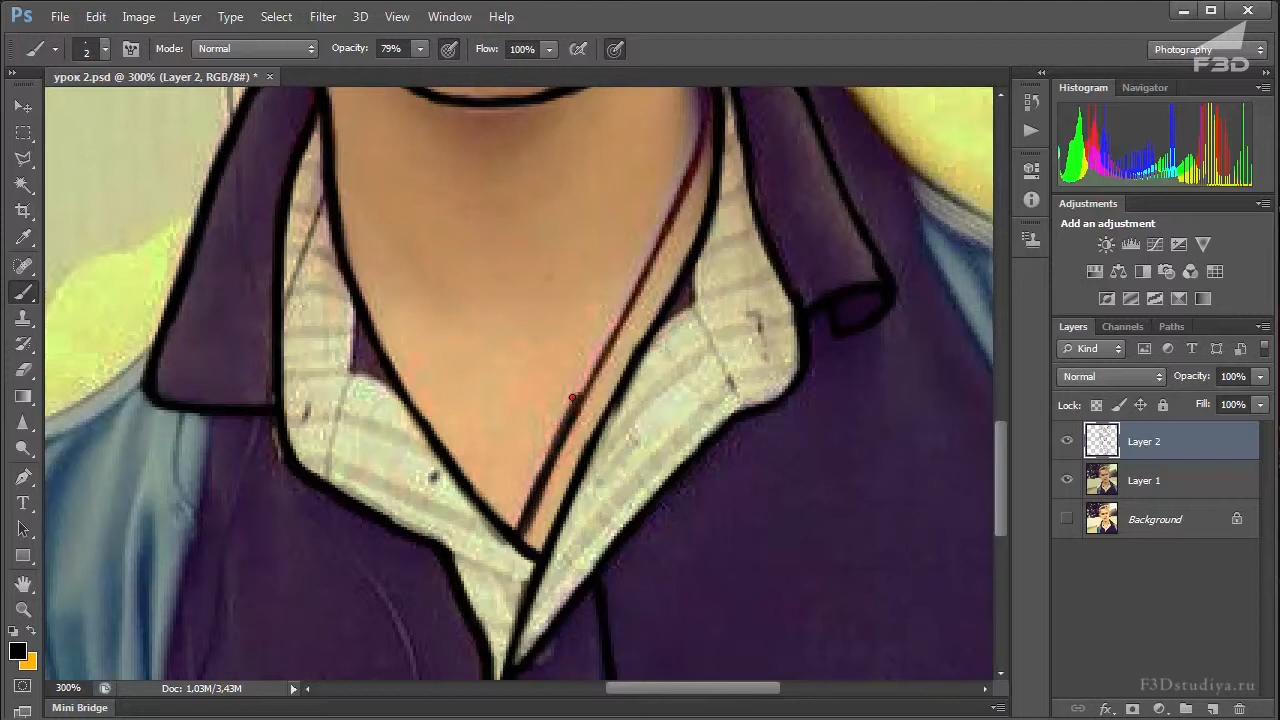 Ps File Edit Image Layer Type Select Filter 3D View Window Help
2 Mode: Normal Opacity: 79% Flow: 100% Photography
F3D
урок 2.psd @ 300% (Layer 2, RGB/8#) *
Histogram Navigator
Adjustments
Add an adjustment
Layers Channels Paths
Kind
Normal Opacity: 100%
Lock: Fill: 100%
Layer 2
Layer 1
Background
F3Dstudiya.ru
300% Doc: 1,03M/3,43M
Mini Bridge